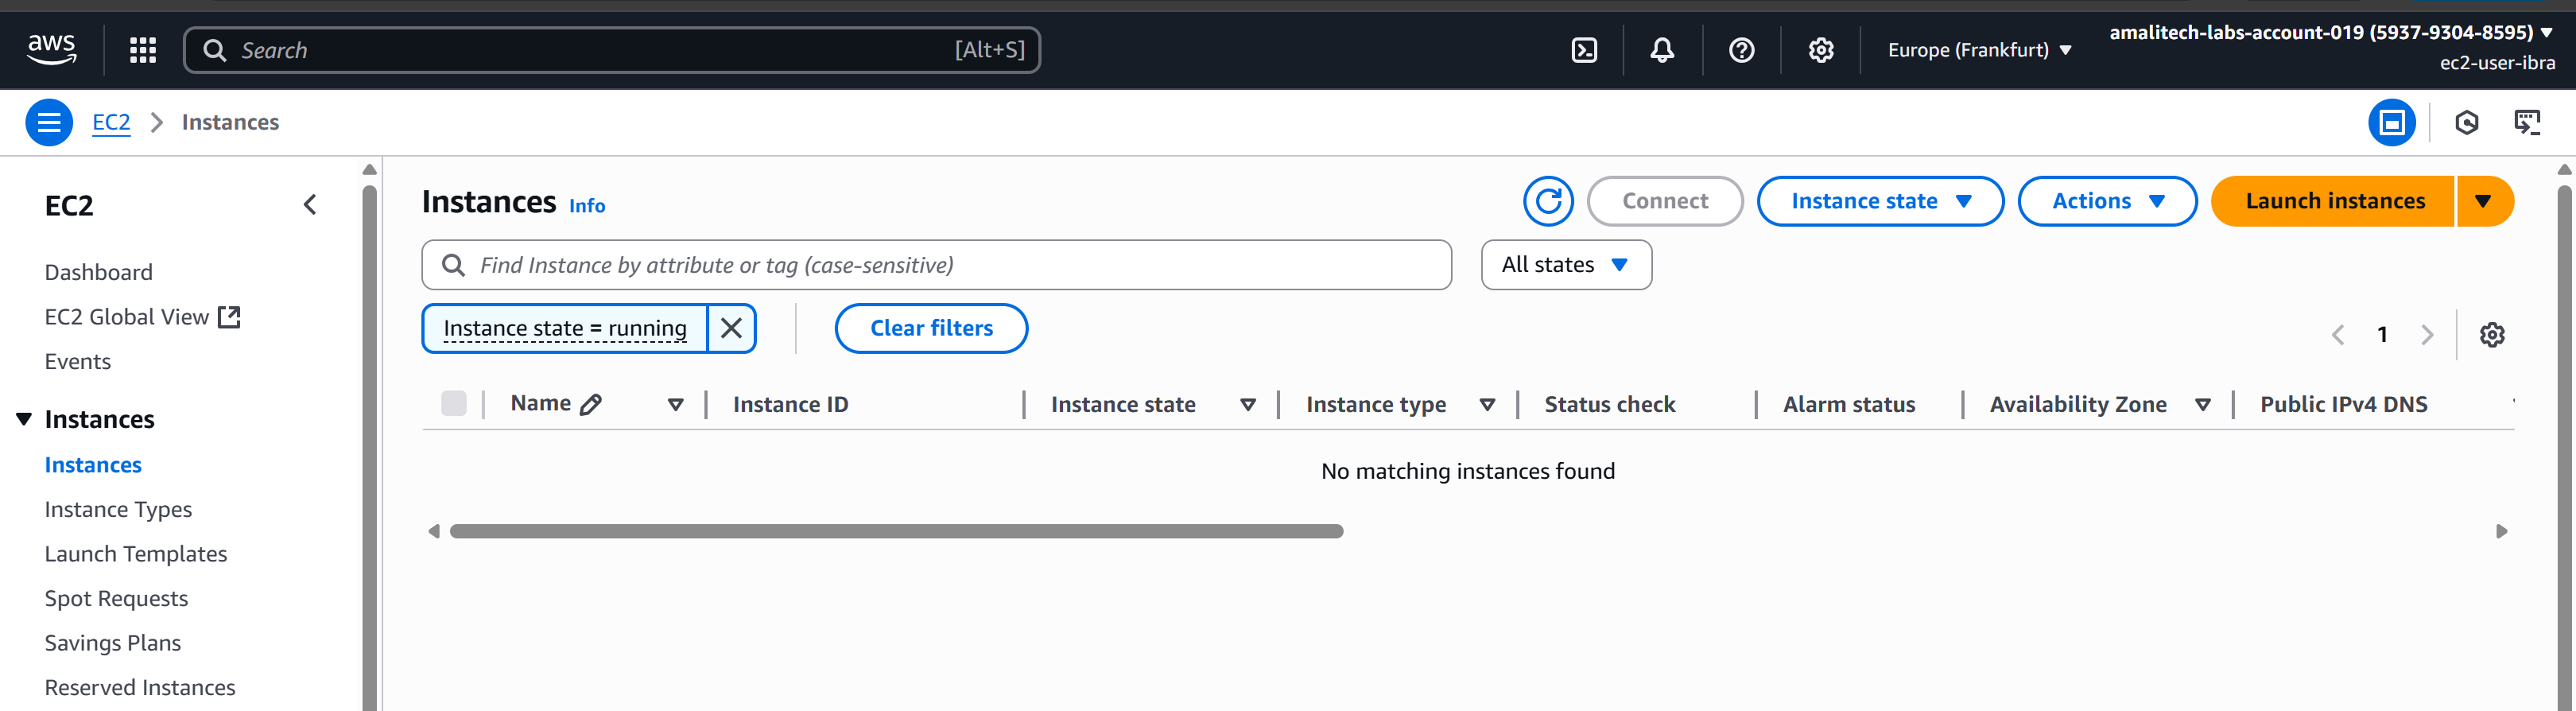 aws
Search [Alt+S]
Europe (Frankfurt)
amalitech-labs-account-019 (5937-9304-8595)
ec2-user-ibra
EC2 Instances
EC2
Dashboard
EC2 Global View
Events
Instances
Instances
Instance Types
Launch Templates
Spot Requests
Savings Plans
Reserved Instances
Instances Info
Connect
Instance state
Actions
Launch instances
Find Instance by attribute or tag (case-sensitive)
All states
Instance state = running
Clear filters
1
Name Instance ID Instance state Instance type Status check Alarm status Availability Zone Public IPv4 DNS
No matching instances found